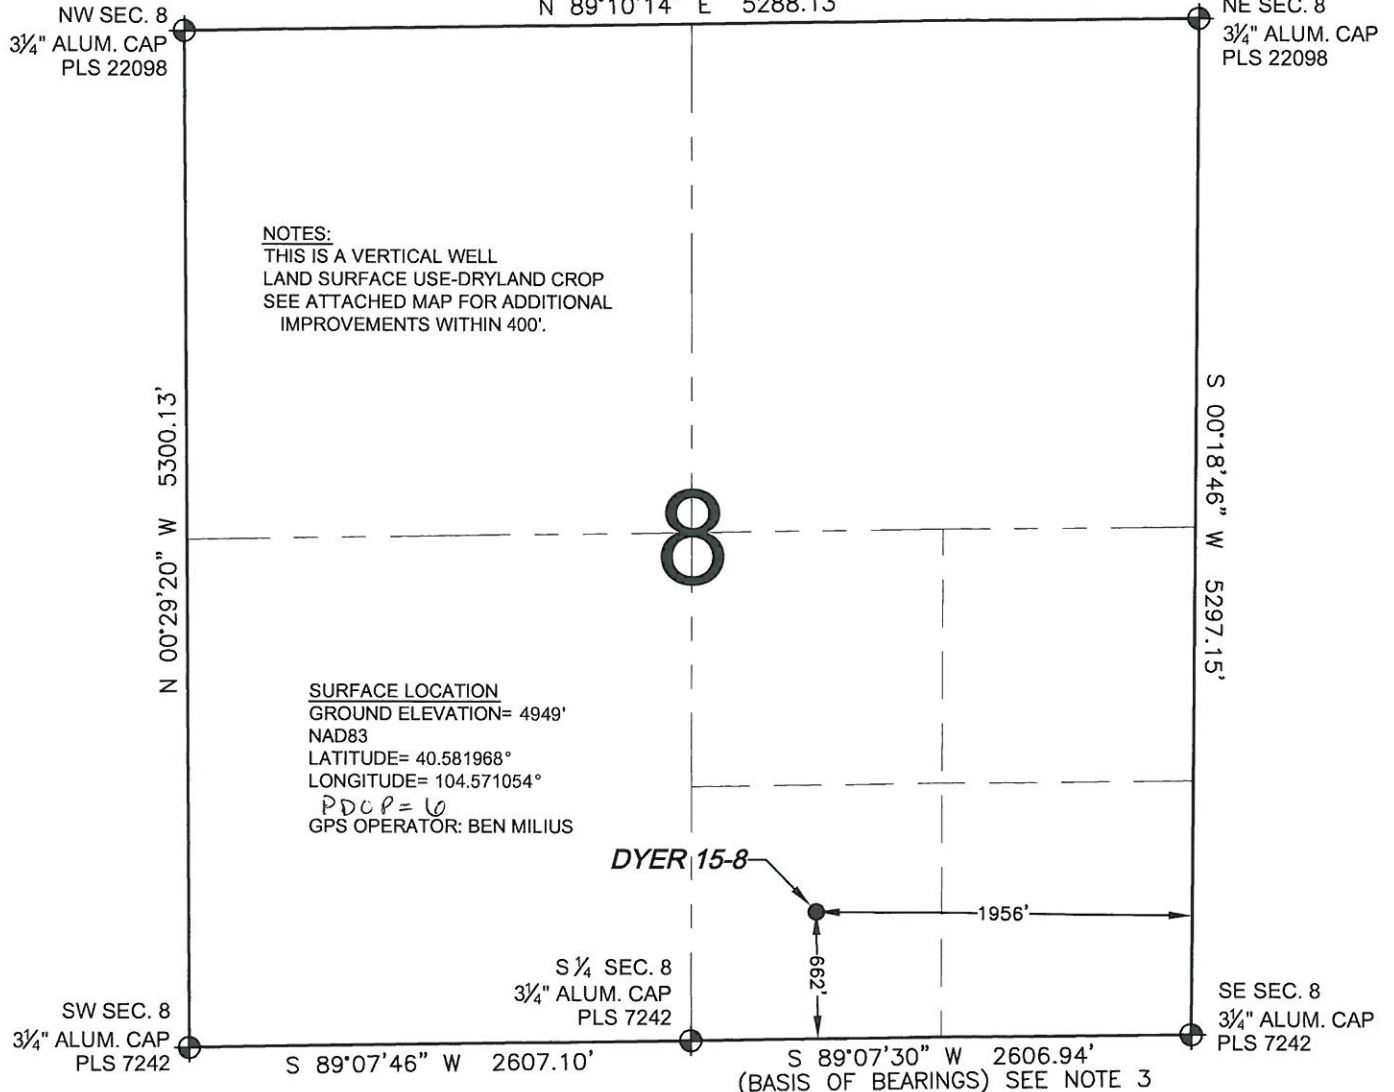 N 89°10'14" E 5288.13'
NW SEC. 8
3¼" ALUM. CAP
PLS 22098
NE SEC. 8
3¼" ALUM. CAP
PLS 22098
NOTES:
THIS IS A VERTICAL WELL
LAND SURFACE USE-DRYLAND CROP
SEE ATTACHED MAP FOR ADDITIONAL
IMPROVEMENTS WITHIN 400'.
N 00°29'20" W 5300.13'
S 00°18'46" W 5297.15'
8
SURFACE LOCATION
GROUND ELEVATION= 4949'
NAD83
LATITUDE= 40.581968°
LONGITUDE= 104.571054°
PDOP = 6
GPS OPERATOR: BEN MILIUS
DYER 15-8
1956'
662'
S ¼ SEC. 8
3¼" ALUM. CAP
PLS 7242
SW SEC. 8
3¼" ALUM. CAP
PLS 7242
SE SEC. 8
3¼" ALUM. CAP
PLS 7242
S 89°07'46" W 2607.10'
S 89°07'30" W 2606.94'
(BASIS OF BEARINGS) SEE NOTE 3